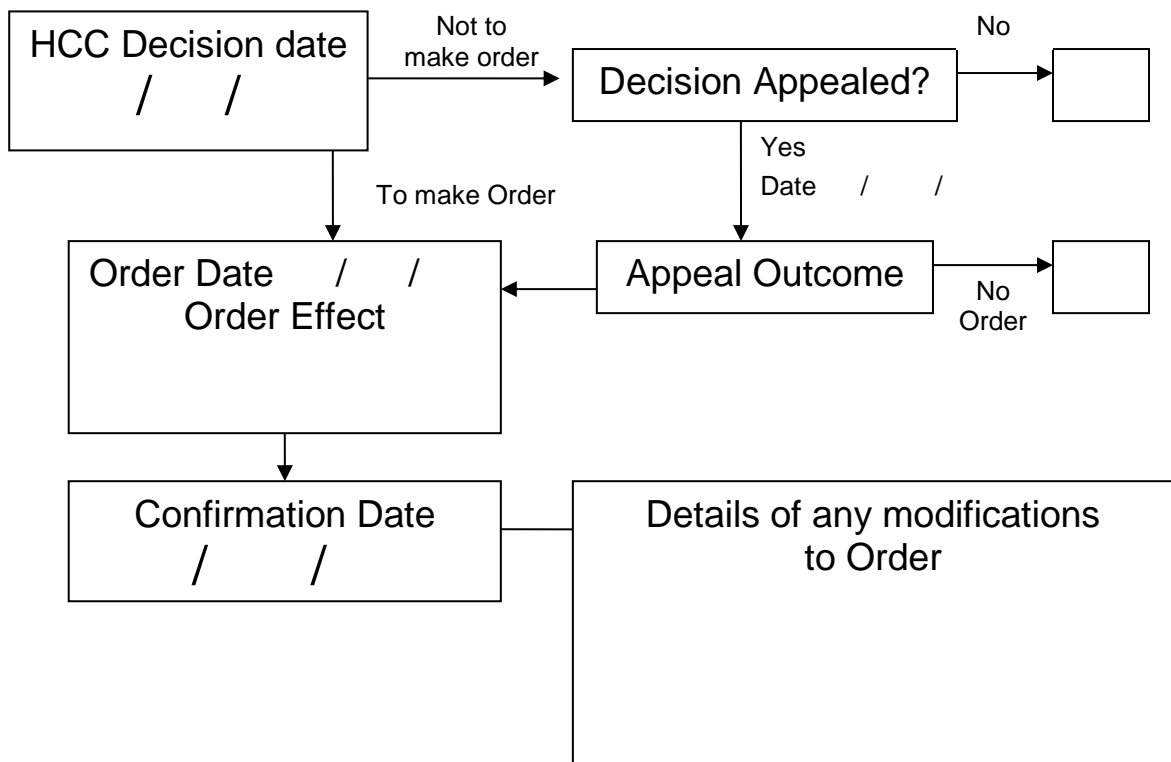 HCC Decision date
/ /
Not to
make order
Decision Appealed?
No
Yes
Date / /
To make Order
Order Date / /
Order Effect
Appeal Outcome
No
Order
Confirmation Date
/ /
Details of any modifications
to Order